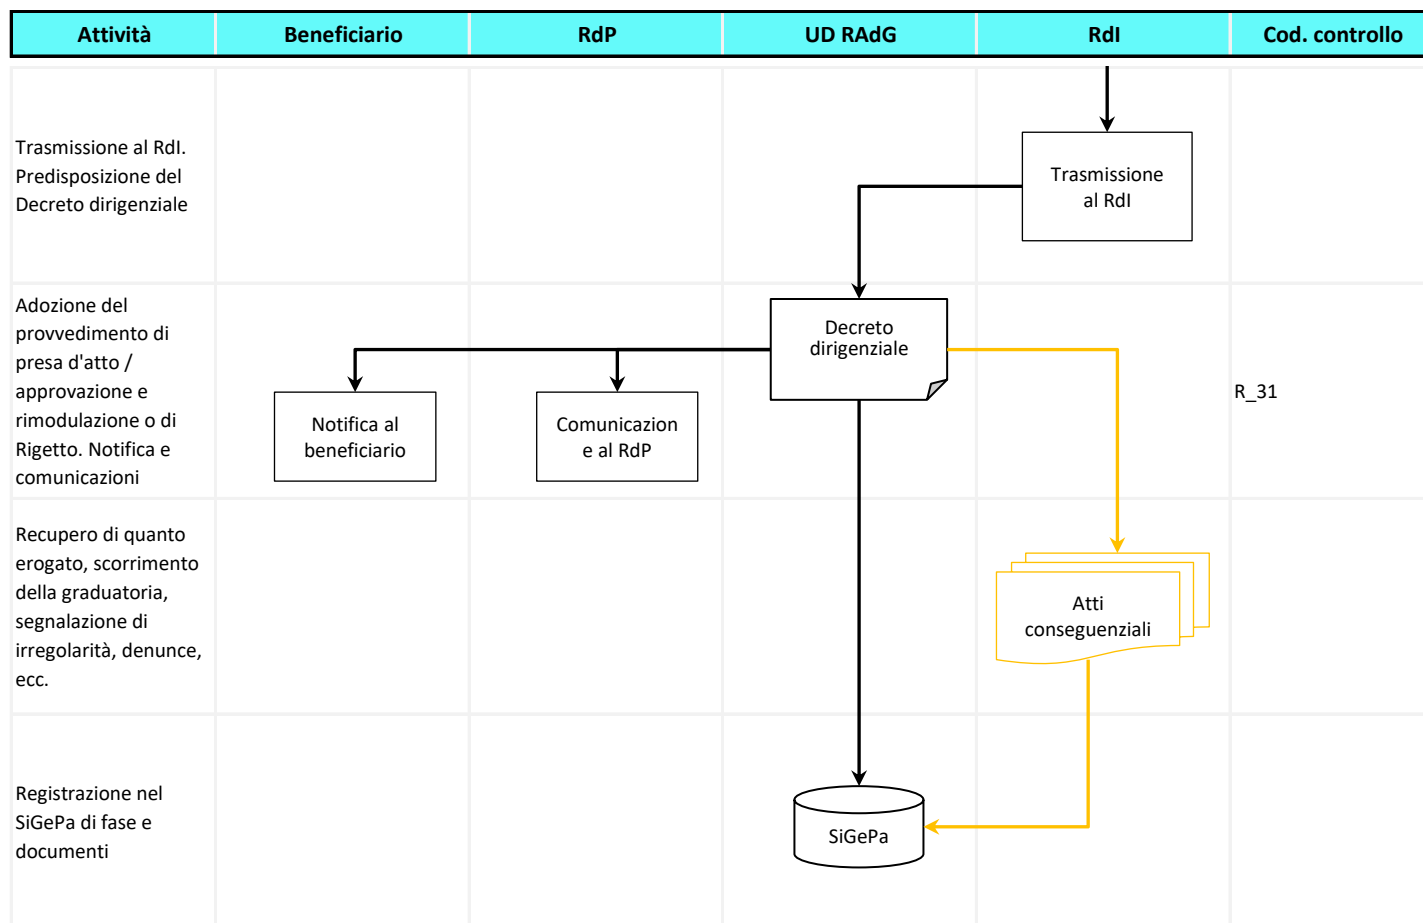 Attività
Beneficiario
RdP
UD RAdG
RdI
Cod. controllo
Trasmissione al RdI.
Predisposizione del
Decreto dirigenziale
Trasmissione
al RdI
Adozione del
provvedimento di
presa d'atto /
approvazione e
rimodulazione o di
Rigetto. Notifica e
comunicazioni
Notifica al
beneficiario
Comunicazion
e al RdP
Decreto
dirigenziale
R_31
Recupero di quanto
erogato, scorrimento
della graduatoria,
segnalazione di
irregolarità, denunce,
ecc.
Atti
conseguenziali
Registrazione nel
SiGePa di fase e
documenti
SiGePa